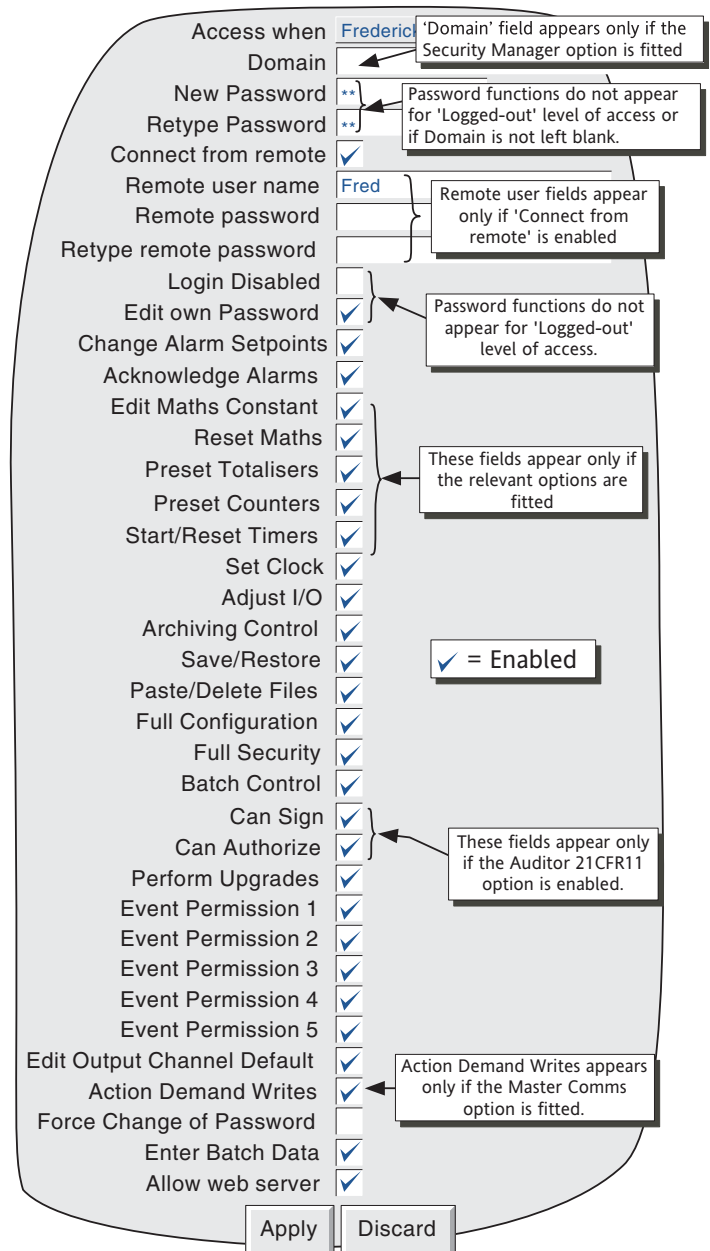 Access when Frederick
'Domain' field appears only if the
Security Manager option is fitted
Domain
New Password **
Retype Password **
Password functions do not appear
for 'Logged-out' level of access or
if Domain is not left blank.
Connect from remote
Remote user name Fred
Remote password
Retype remote password
Remote user fields appear
only if 'Connect from
remote' is enabled
Login Disabled
Edit own Password
Password functions do not
appear for 'Logged-out'
level of access.
Change Alarm Setpoints
Acknowledge Alarms
Edit Maths Constant
Reset Maths
Preset Totalisers
Preset Counters
Start/Reset Timers
These fields appear only if
the relevant options are
fitted
Set Clock
Adjust I/O
Archiving Control
Save/Restore
= Enabled
Paste/Delete Files
Full Configuration
Full Security
Batch Control
Can Sign
Can Authorize
These fields appear only
if the Auditor 21CFR11
option is enabled.
Perform Upgrades
Event Permission 1
Event Permission 2
Event Permission 3
Event Permission 4
Event Permission 5
Edit Output Channel Default
Action Demand Writes
Action Demand Writes appears
only if the Master Comms
option is fitted.
Force Change of Password
Enter Batch Data
Allow web server
Apply Discard